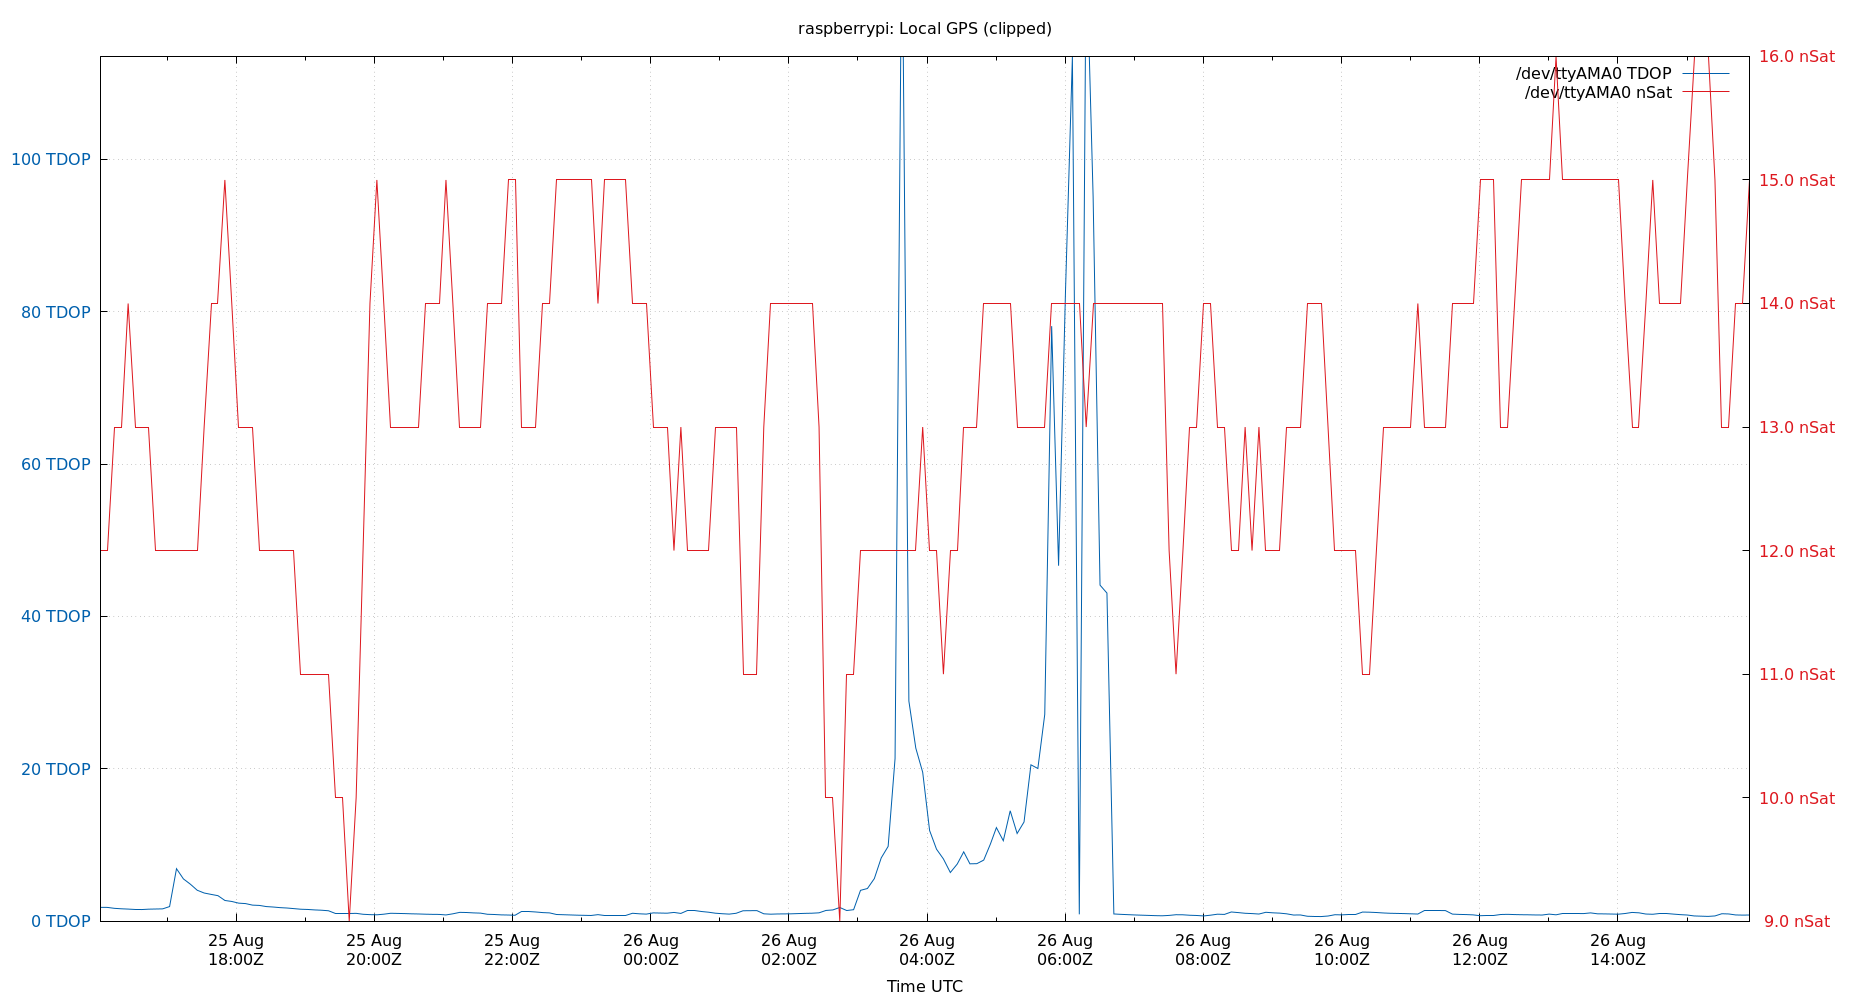 raspberrypi: Local GPS (clipped)
/dev/ttyAMA0 TDOP
/dev/ttyAMA0 nSat
100 TDOP
80 TDOP
60 TDOP
40 TDOP
20 TDOP
0 TDOP
16.0 nSat
15.0 nSat
14.0 nSat
13.0 nSat
12.0 nSat
11.0 nSat
10.0 nSat
9.0 nSat
25 Aug
18:00Z
25 Aug
20:00Z
25 Aug
22:00Z
26 Aug
00:00Z
26 Aug
02:00Z
26 Aug
04:00Z
26 Aug
06:00Z
26 Aug
08:00Z
26 Aug
10:00Z
26 Aug
12:00Z
26 Aug
14:00Z
Time UTC